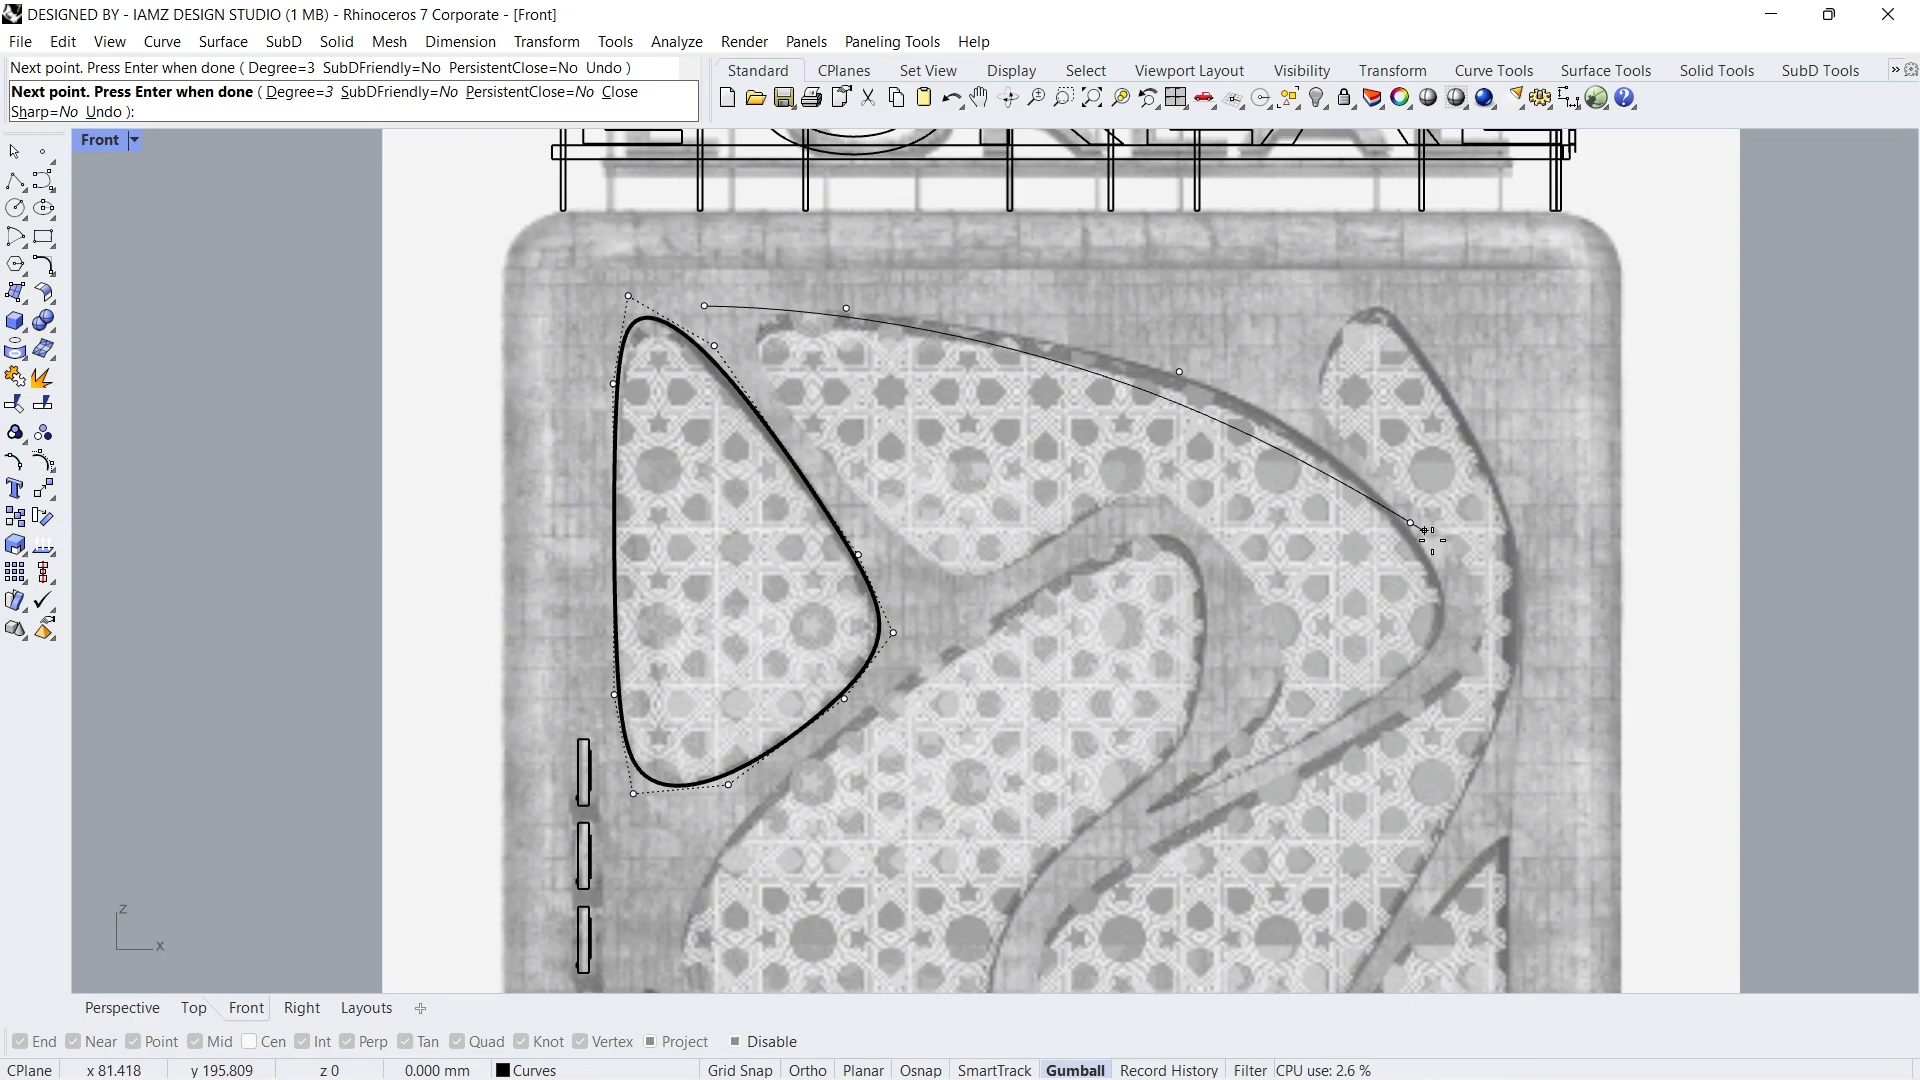 DESIGNED BY - IAMZ DESIGN STUDIO (1 MB) - Rhinoceros 7 Corporate - [Front]
File Edit View Curve Surface SubD Solid Mesh Dimension Transform Tools Analyze Render Panels Paneling Tools Help
Next point. Press Enter when done ( Degree=3 SubDFriendly=No PersistentClose=No Undo )
Next point. Press Enter when done ( Degree=3 SubDFriendly=No PersistentClose=No Close
Sharp=No Undo ):
Standard CPlanes Set View Display Select Viewport Layout Visibility Transform Curve Tools Surface Tools Solid Tools SubD Tools »
Front
z
x
Perspective Top Front Right Layouts
End Near Point Mid Cen Int Perp Tan Quad Knot Vertex Project Disable
CPlane x 81.418 y 195.809 z 0 0.000 mm Curves Grid Snap Ortho Planar Osnap SmartTrack Gumball Record History Filter CPU use: 2.6 %